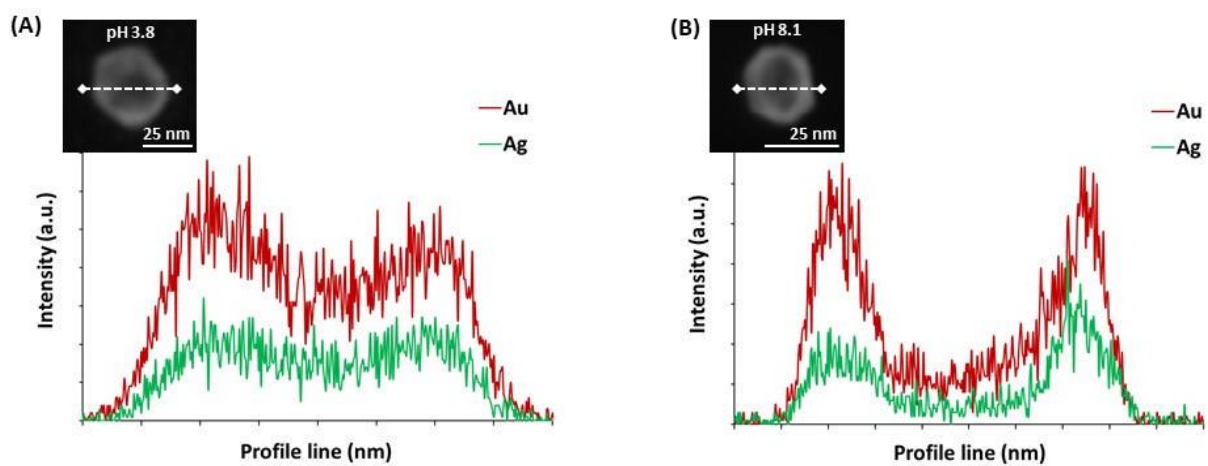 (A)
pH 3.8
25 nm
Au
Ag
Intensity (a.u.)
Profile line (nm)
(B)
pH 8.1
25 nm
Au
Ag
Intensity (a.u.)
Profile line (nm)